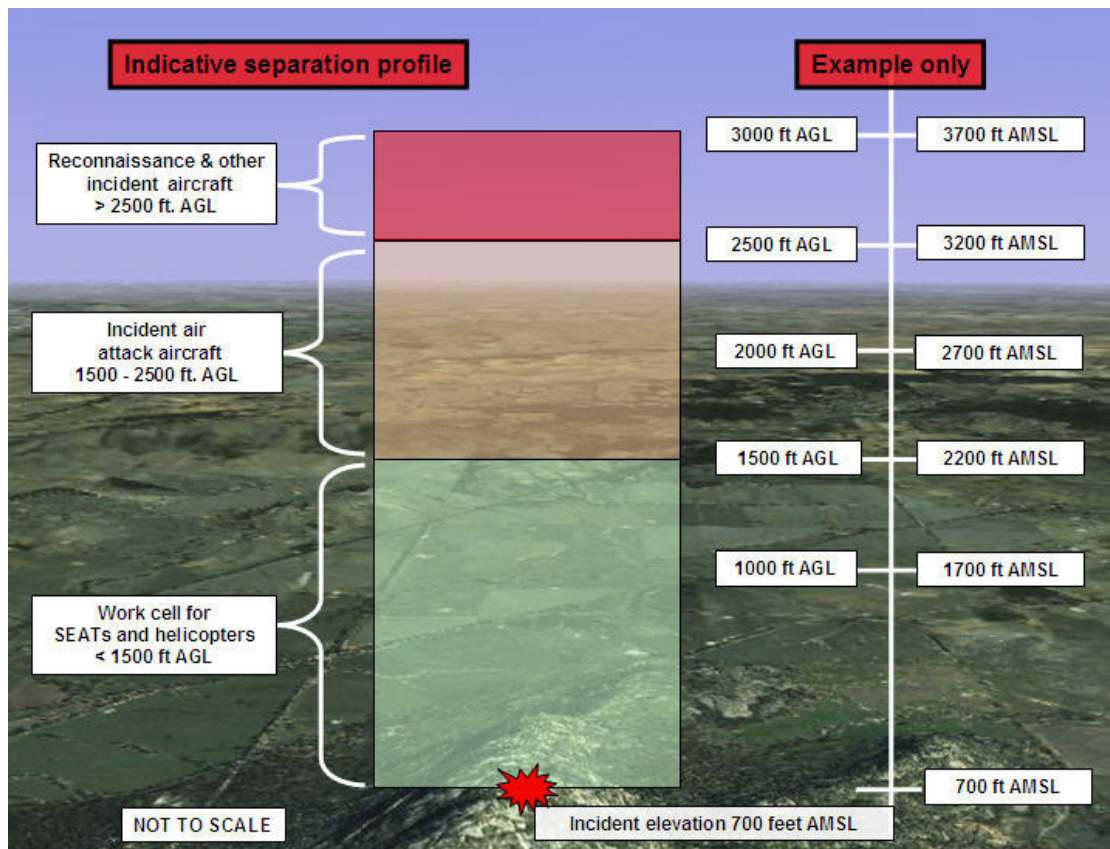 Indicative separation profile
Example only
Reconnaissance & other
incident aircraft
> 2500 ft. AGL
Incident air
attack aircraft
1500 - 2500 ft. AGL
Work cell for
SEATs and helicopters
< 1500 ft AGL
3000 ft AGL
3700 ft AMSL
2500 ft AGL
3200 ft AMSL
2000 ft AGL
2700 ft AMSL
1500 ft AGL
2200 ft AMSL
1000 ft AGL
1700 ft AMSL
700 ft AMSL
NOT TO SCALE
Incident elevation 700 feet AMSL